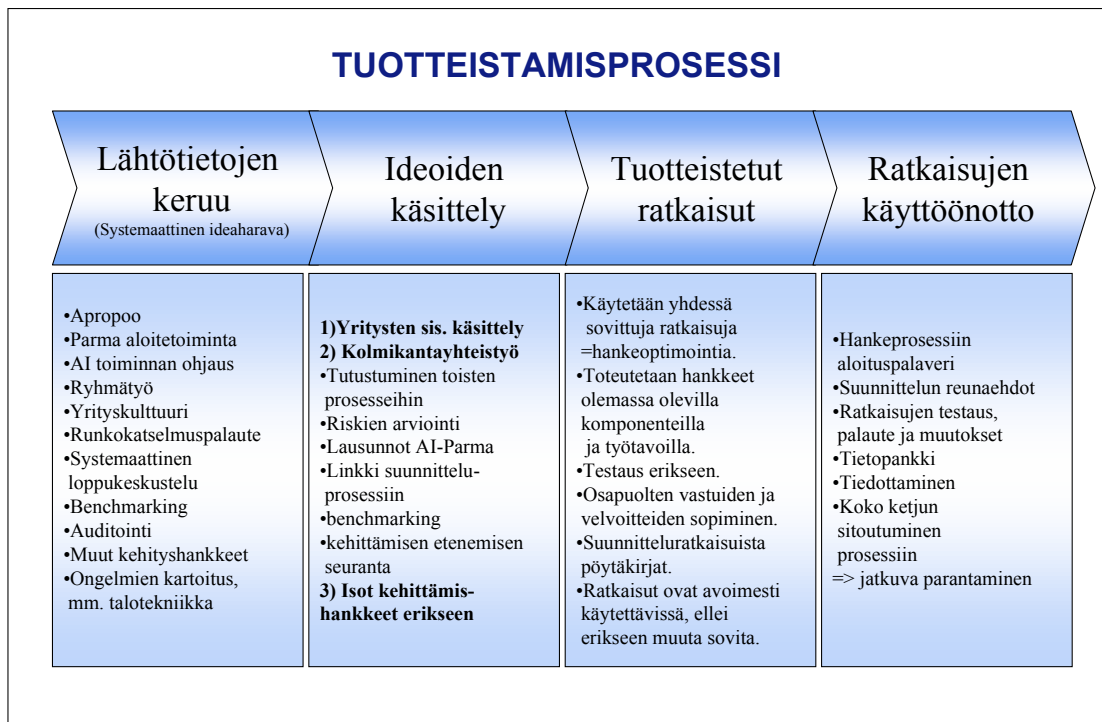 TUOTTEISTAMISPROSESSI
Lähtötietojen
keruu
(Systemaattinen ideaharava)
Ideoiden
käsittely
Tuotteistetut
ratkaisut
Ratkaisujen
käyttöönotto
•Apropoo
•Parma aloitetoiminta
•AI toiminnan ohjaus
•Ryhmätyö
•Yrityskulttuuri
•Runkokatselmuspalaute
•Systemaattinen
loppukeskustelu
•Benchmarking
•Auditointi
•Muut kehityshankkeet
•Ongelmien kartoitus,
mm. talotekniikka
1)Yritysten sis. käsittely
2) Kolmikantayhteistyö
•Tutustuminen toisten
prosesseihin
•Riskien arviointi
•Lausunnot AI-Parma
•Linkki suunnittelu-
prosessiin
•benchmarking
•kehittämisen etenemisen
seuranta
3) Isot kehittämis-
hankkeet erikseen
•Käytetään yhdessä
sovittuja ratkaisuja
=hankeoptimointia.
•Toteutetaan hankkeet
olemassa olevilla
komponenteilla
ja työtavoilla.
•Testaus erikseen.
•Osapuolten vastuiden ja
velvoitteiden sopiminen.
•Suunnitteluratkaisuista
pöytäkirjat.
•Ratkaisut ovat avoimesti
käytettävissä, ellei
erikseen muuta sovita.
•Hankeprosessiin
aloituspalaveri
•Suunnittelun reunaehdot
•Ratkaisujen testaus,
palaute ja muutokset
•Tietopankki
•Tiedottaminen
•Koko ketjun
sitoutuminen
prosessiin
=> jatkuva parantaminen